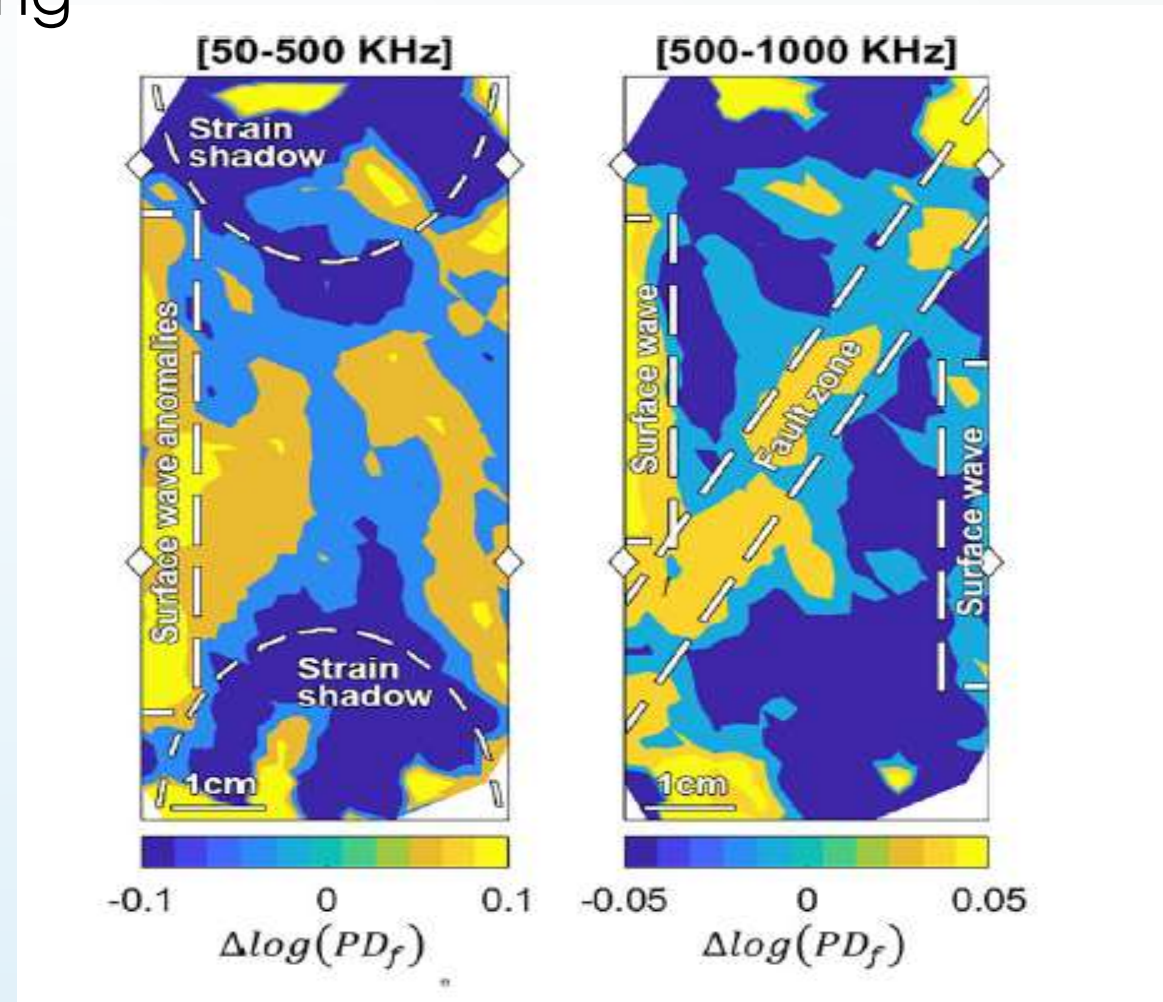 ng
[50-500 KHz]
[500-1000 KHz]
Strain
shadow
Surface wave anomalies
Strain
shadow
1cm
Surface wave
Fault zone
Surface wave
1cm
-0.1 0 0.1
Δlog(PD_f)
-0.05 0 0.05
Δlog(PD_f)